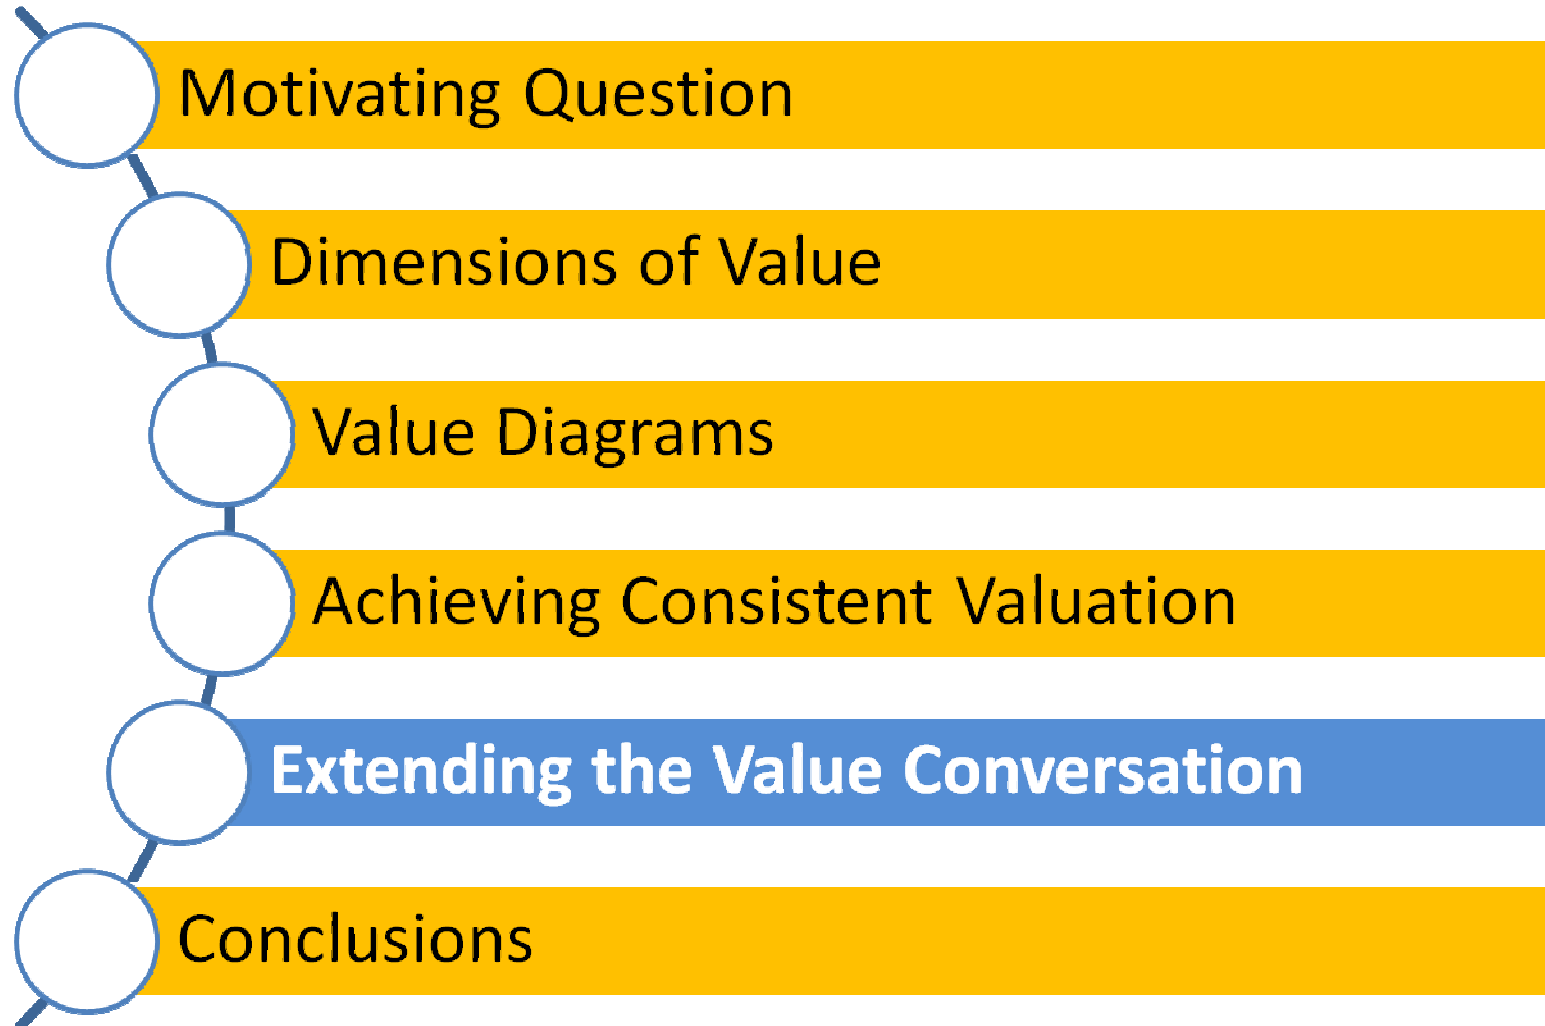 Motivating Question
Dimensions of Value
Value Diagrams
Achieving Consistent Valuation
Extending the Value Conversation
Conclusions